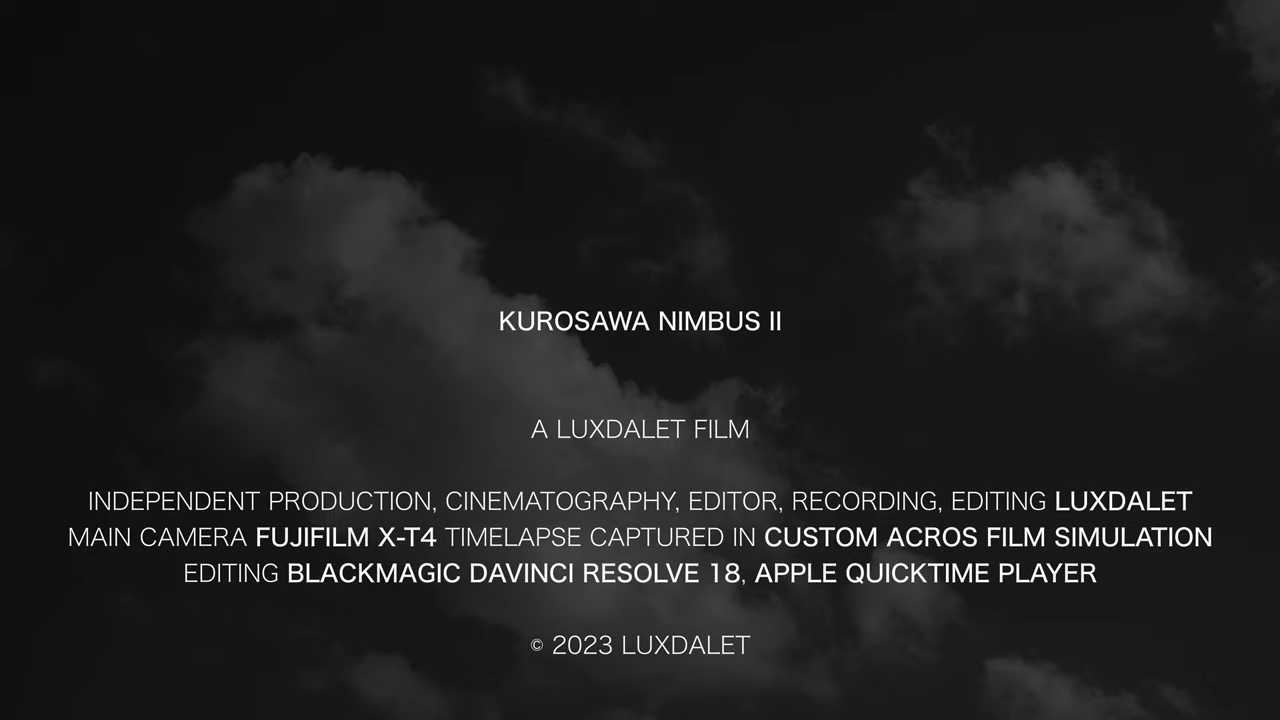 KUROSAWA NIMBUS II
A LUXDALET FILM
INDEPENDENT PRODUCTION, CINEMATOGRAPHY, EDITOR, RECORDING, EDITING LUXDALET
MAIN CAMERA FUJIFILM X-T4 TIMELAPSE CAPTURED IN CUSTOM ACROS FILM SIMULATION
EDITING BLACKMAGIC DAVINCI RESOLVE 18, APPLE QUICKTIME PLAYER
© 2023 LUXDALET